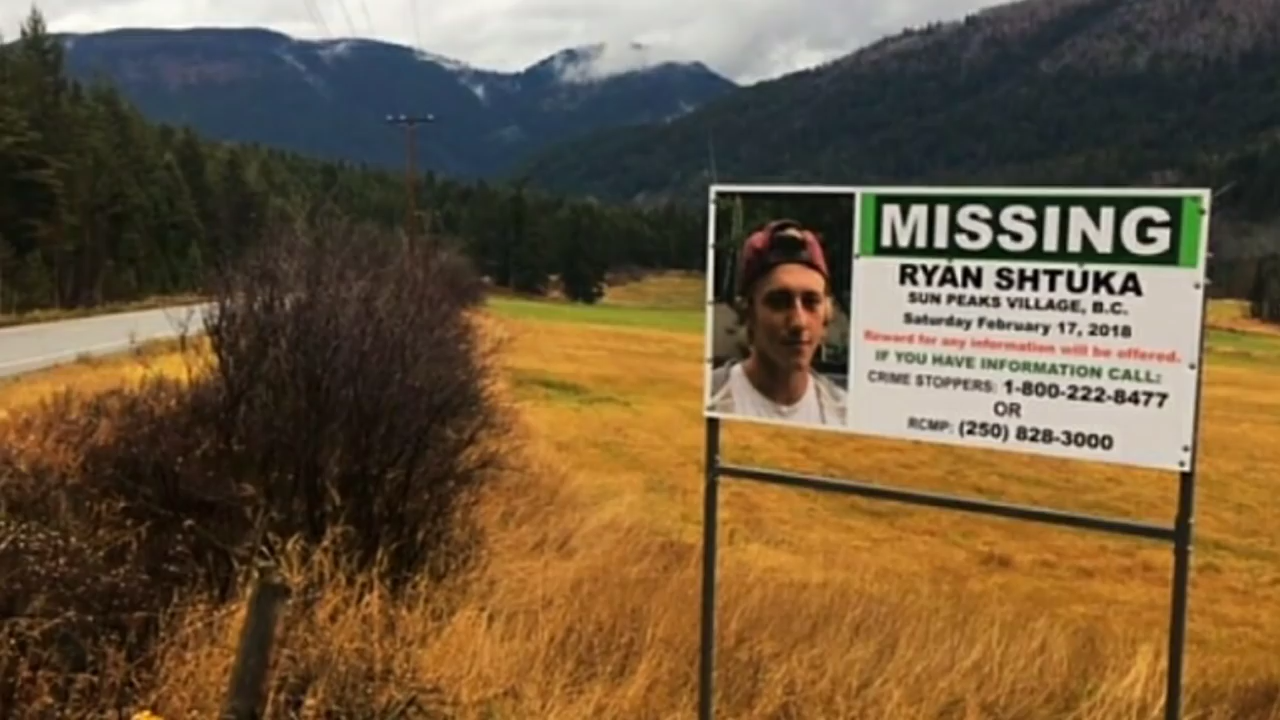 MISSING
RYAN SHTUKA
SUN PEAKS VILLAGE, B.C.
Saturday February 17, 2018
Reward for any information will be offered.
IF YOU HAVE INFORMATION CALL:
CRIME STOPPERS: 1-800-222-8477
OR
RCMP: (250) 828-3000